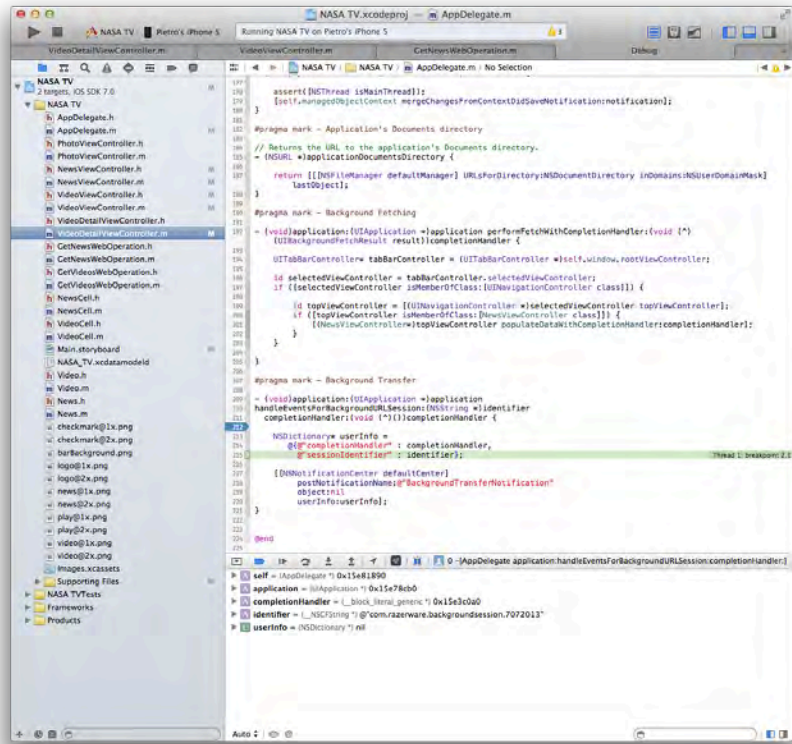 NASA TV.xcodeproj — AppDelegate.m
NASA TV Pietro's iPhone 5
Running NASA TV on Pietro's iPhone 5
VideoDetailViewController.m VideoViewController.m GetNewsWebOperation.m Debug
NASA TV NASA TV AppDelegate.m No Selection
NASA TV
2 targets, iOS SDK 7.0
NASA TV
AppDelegate.h
AppDelegate.m
PhotoViewController.h
PhotoViewController.m
NewsViewController.h
NewsViewController.m
VideoViewController.h
VideoViewController.m
VideoDetailViewController.h
VideoDetailViewController.m
GetNewsWebOperation.h
GetNewsWebOperation.m
GetVideosWebOperation.h
GetVideosWebOperation.m
NewsCell.h
NewsCell.m
VideoCell.h
VideoCell.m
Main.storyboard
NASA_TV.xcdatamodeld
Video.h
Video.m
News.h
News.m
checkmark@1x.png
checkmark@2x.png
barBackground.png
logo@1x.png
logo@2x.png
news@1x.png
news@2x.png
play@1x.png
play@2x.png
video@1x.png
video@2x.png
Images.xcassets
Supporting Files
NASA TVTests
Frameworks
Products
assert([NSThread isMainThread]);
[self.managedObjectContext mergeChangesFromContextDidSaveNotification:notification];
}
#pragma mark - Application's Documents directory
// Returns the URL to the application's Documents directory.
- (NSURL *)applicationDocumentsDirectory {
return [[[NSFileManager defaultManager] URLsForDirectory:NSDocumentDirectory inDomains:NSUserDomainMask]
lastObject];
}
#pragma mark - Background Fetching
- (void)application:(UIApplication *)application performFetchWithCompletionHandler:(void (^)
(UIBackgroundFetchResult result))completionHandler {
UITabBarController* tabBarController = (UITabBarController *)self.window.rootViewController;
id selectedViewController = tabBarController.selectedViewController;
if ([selectedViewController isMemberOfClass:[UINavigationController class]]) {
id topViewController = [(UINavigationController *)selectedViewController topViewController];
if ([topViewController isMemberOfClass:[NewsViewController class]]) {
[(NewsViewController*)topViewController populateDataWithCompletionHandler:completionHandler];
}
}
}
#pragma mark - Background Transfer
- (void)application:(UIApplication *)application
handleEventsForBackgroundURLSession:(NSString *)identifier
completionHandler:(void (^)())completionHandler {
NSDictionary* userInfo =
@{@"completionHandler" : completionHandler,
@"sessionIdentifier" : identifier};
Thread 1: breakpoint 2.1
[[NSNotificationCenter defaultCenter]
postNotificationName:@"BackgroundTransferNotification"
object:nil
userInfo:userInfo];
}
@end
0 -[AppDelegate application:handleEventsForBackgroundURLSession:completionHandler:]
self = (AppDelegate *) 0x15e81890
application = (UIApplication *) 0x15e78cb0
completionHandler = (__block_literal_generic *) 0x15e3c0a0
identifier = (__NSCFString *) @"com.razerware.backgroundsession.7072013"
userInfo = (NSDictionary *) nil
Auto